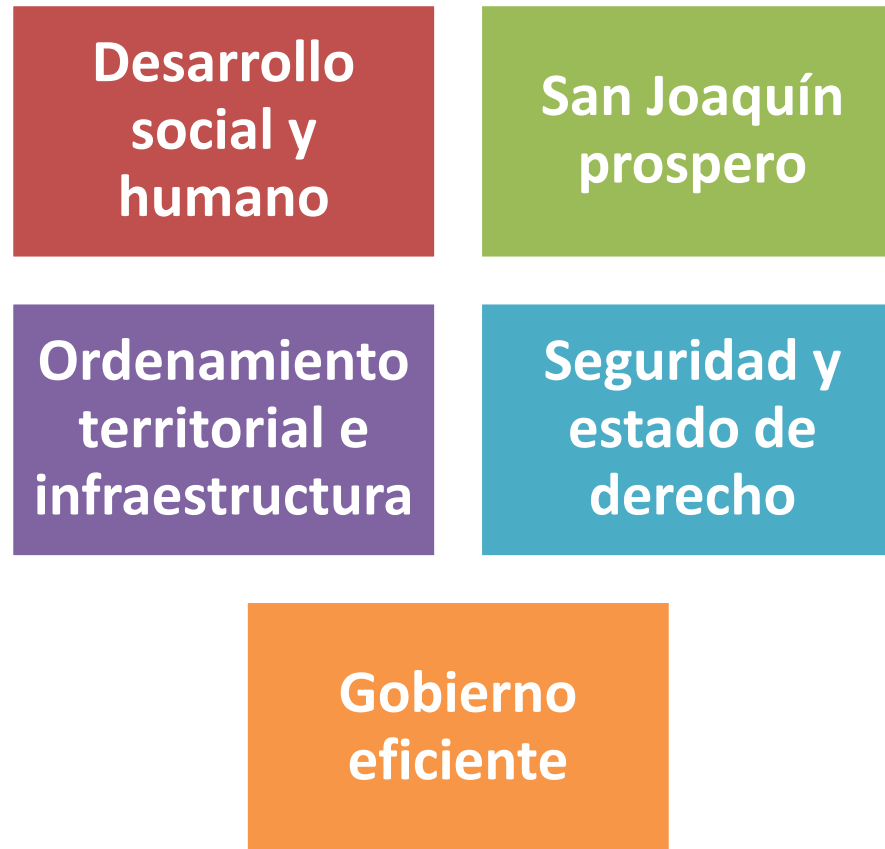 Desarrollo
social y
humano
San Joaquín
prospero
Ordenamiento
territorial e
infraestructura
Seguridad y
estado de
derecho
Gobierno
eficiente